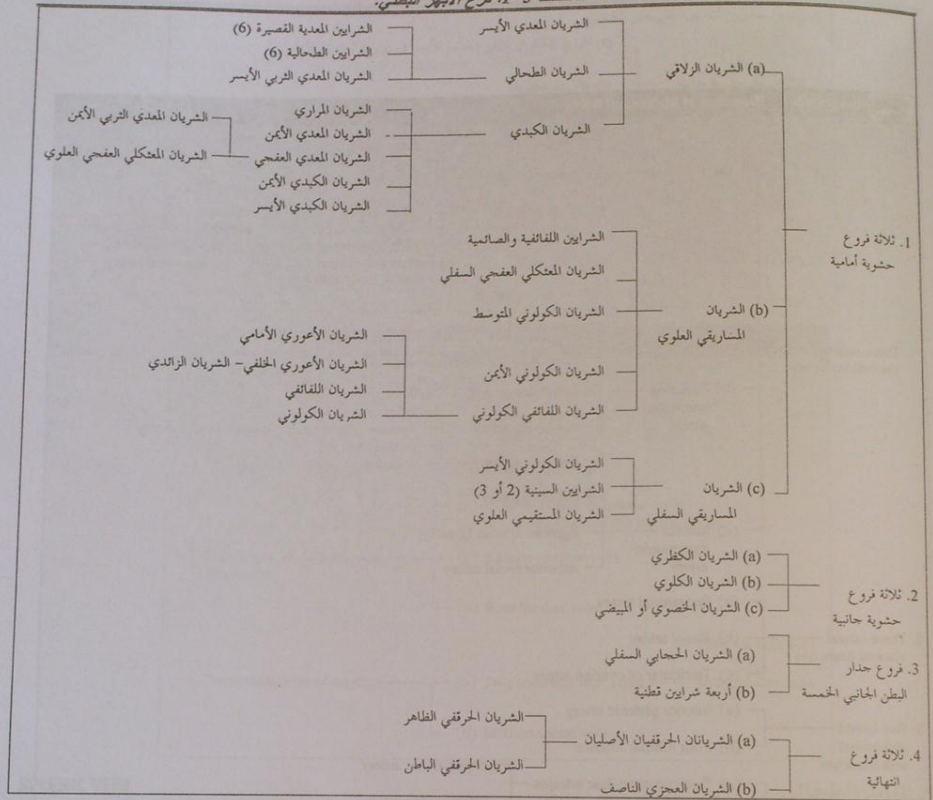 فروع الأبهر البطني.
1. ثلاثة فروع
حشوية أمامية
(a) الشريان الزلاقي
الشريان المعدي الأيسر
الشريان الطحالي
الشرايين المعدية القصيرة (6)
الشرايين الطحالية (6)
الشريان المعدي الثربي الأيسر
الشريان الكبدي
الشريان المراري
الشريان المعدي الأيمن
الشريان المعدي العفجي
الشريان المعدي الثربي الأيمن
الشريان المعثكلي العفجي العلوي
الشريان الكبدي الأيمن
الشريان الكبدي الأيسر
(b) الشريان
المساريقي العلوي
الشرايين اللفائفية والصائمية
الشريان المعثكلي العفجي السفلي
الشريان الكولوني المتوسط
الشريان الكولوني الأيمن
الشريان اللفائفي الكولوني
الشريان الأعوري الأمامي
الشريان الأعوري الخلفي- الشريان الزائدي
الشريان اللفائفي
الشريان الكولوني
(c) الشريان
المساريقي السفلي
الشريان الكولوني الأيسر
الشرايين السينية (2 أو 3)
الشريان المستقيمي العلوي
2. ثلاثة فروع
حشوية جانبية
(a) الشريان الكظري
(b) الشريان الكلوي
(c) الشريان الخصوي أو المبيضي
3. فروع جدار
البطن الجانبي الخمسة
(a) الشريان الحجابي السفلي
(b) أربعة شرايين قطنية
4. ثلاثة فروع
انتهائية
(a) الشريانان الحرقفيان الأصليان
الشريان الحرقفي الظاهر
الشريان الحرقفي الباطن
(b) الشريان العجزي الناصف